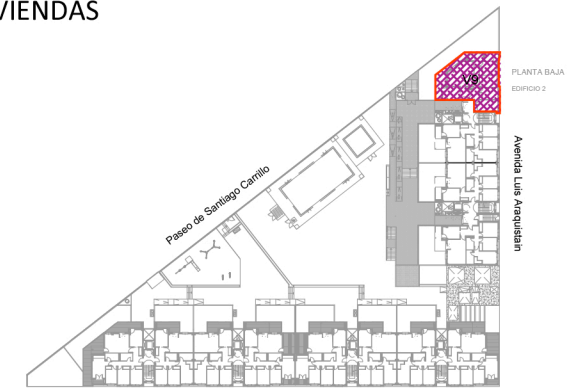 VIENDAS
V9
PLANTA BAJA
EDIFICIO 2
Avenida Luis Araquistain
Paseo de Santiago Carrillo